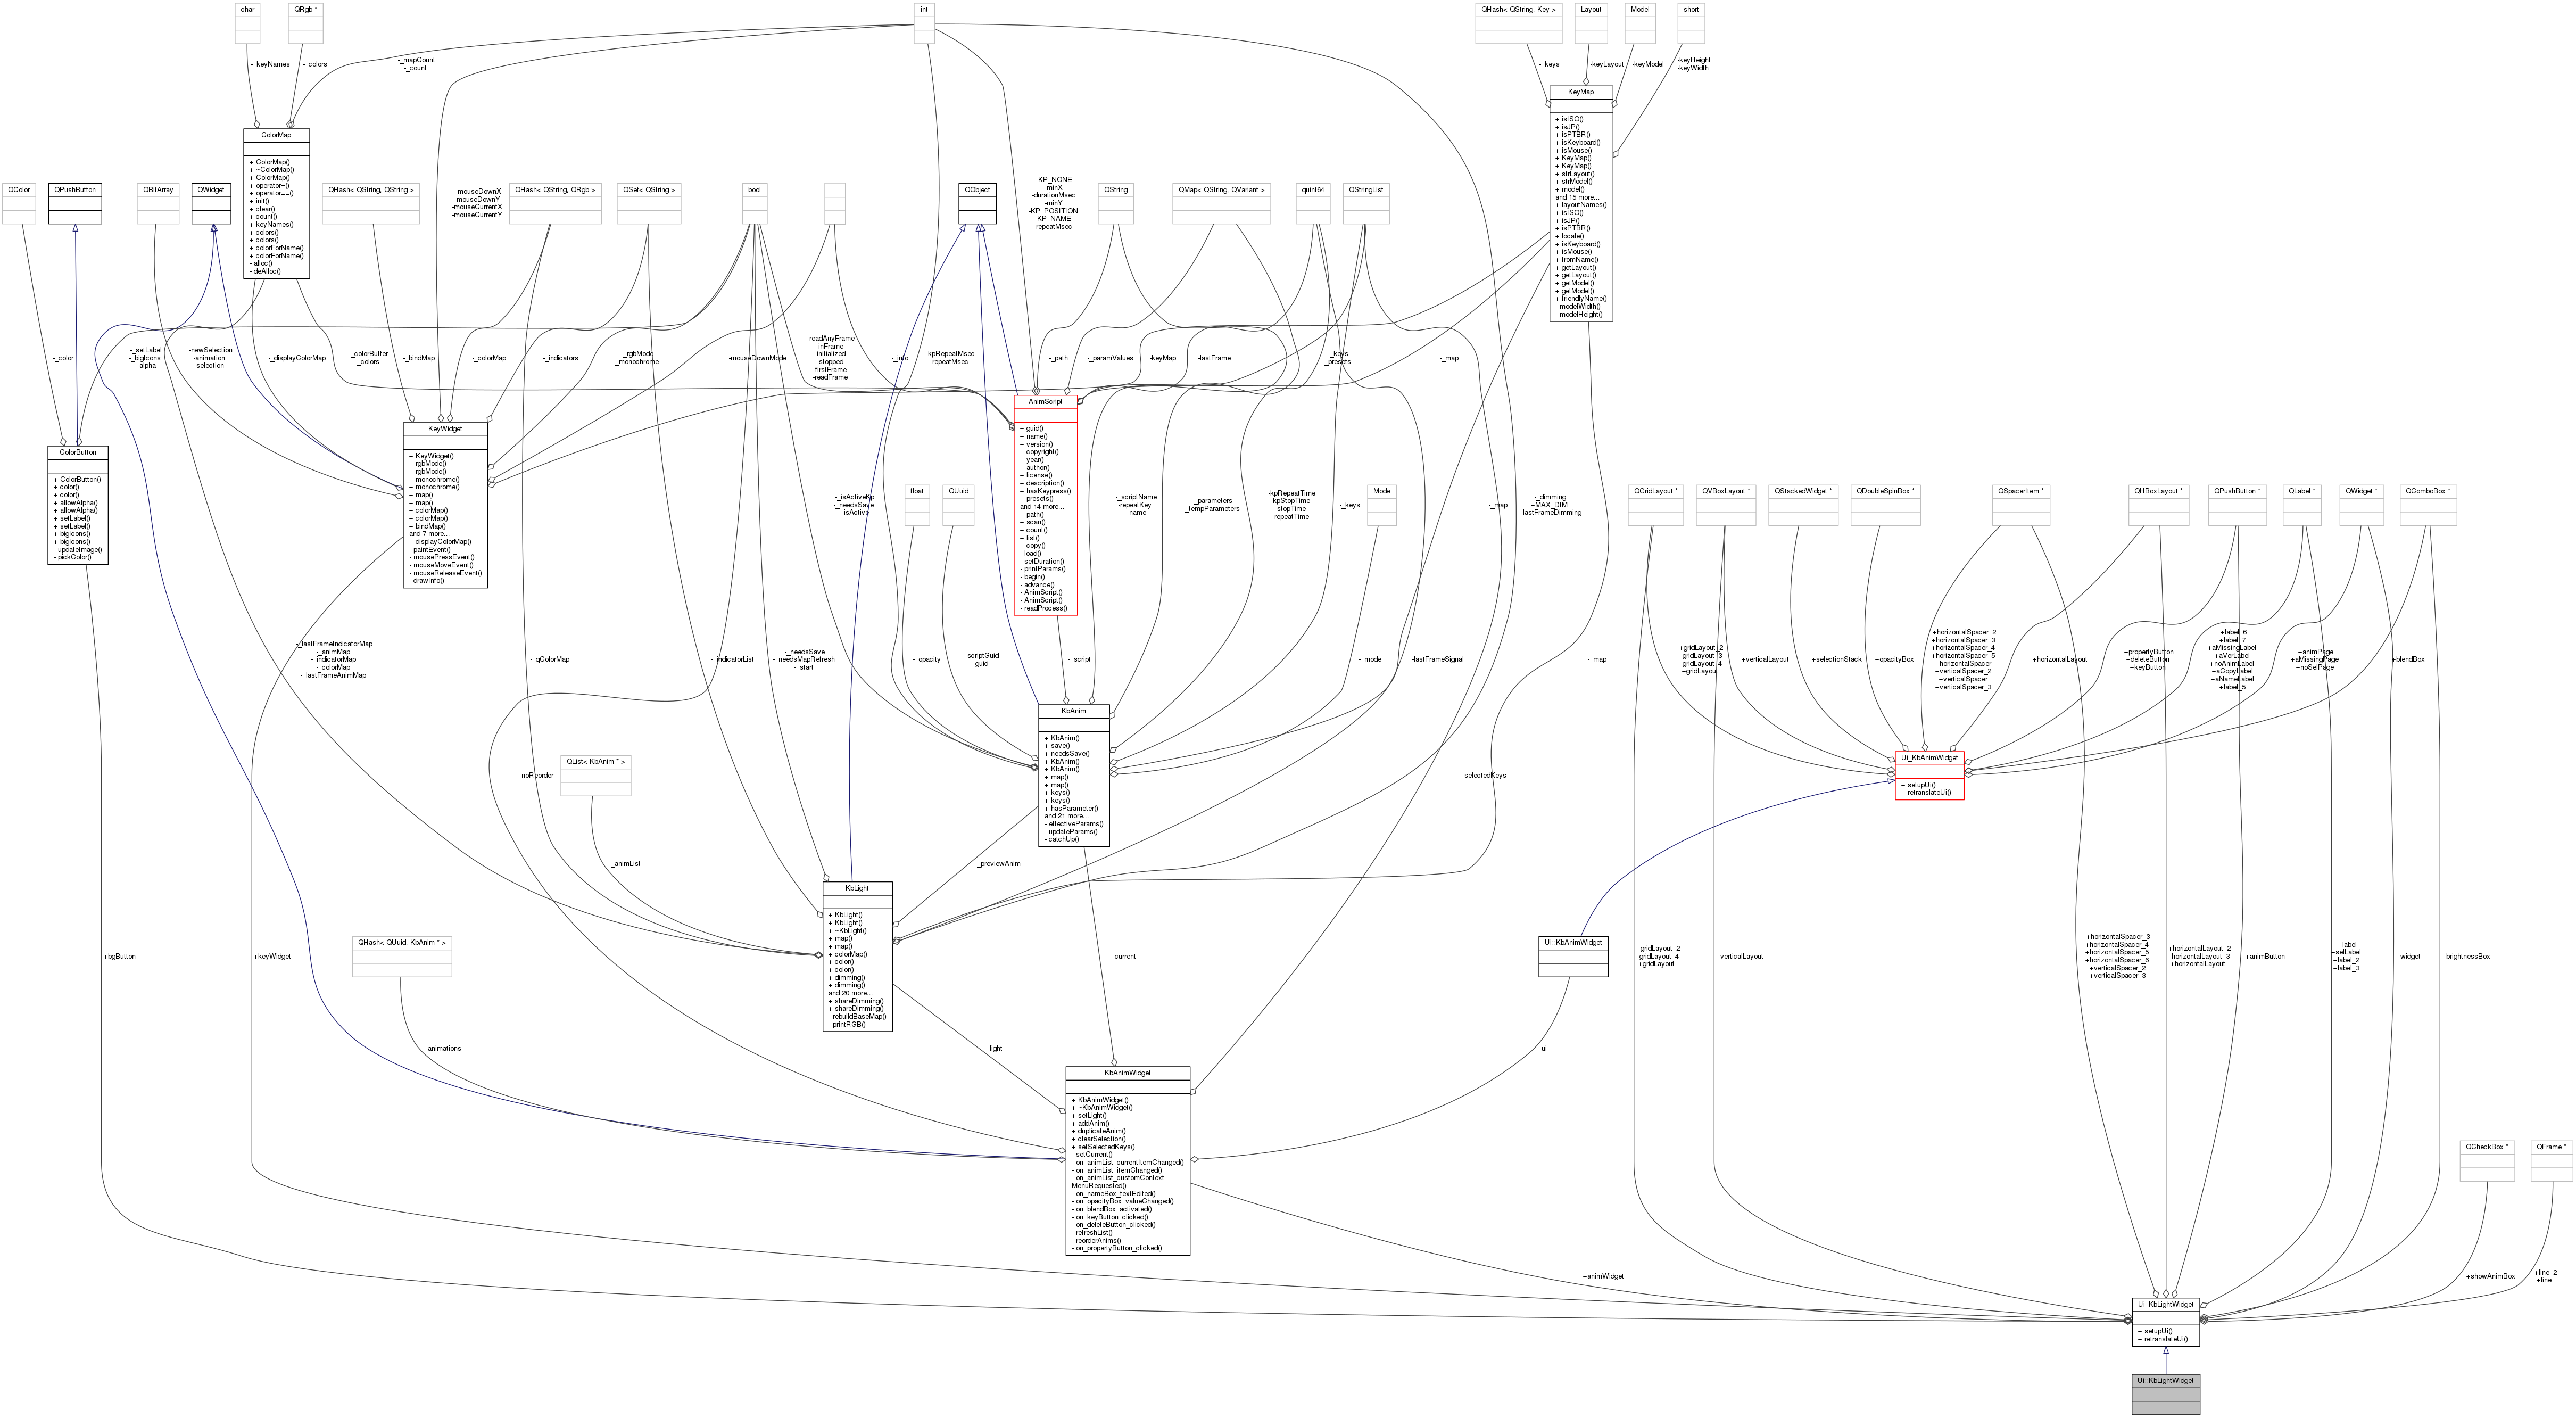 char
QRgb *
int
QHash< QString, Key >
Layout
Model
short
-_keyNames
-_colors
-_mapCount
-_count
-_keys
-keyLayout
-keyModel
-keyHeight
-keyWidth
KeyMap
+ isISO()
+ isJP()
+ isPTBR()
+ isKeyboard()
+ isMouse()
+ KeyMap()
+ KeyMap()
+ strLayout()
+ strModel()
+ model()
and 15 more...
+ layoutNames()
+ isISO()
+ isJP()
+ isPTBR()
+ locale()
+ isKeyboard()
+ isMouse()
+ fromName()
+ getLayout()
+ getLayout()
+ getModel()
+ getModel()
+ friendlyName()
- modelWidth()
- modelHeight()
ColorMap
+ ColorMap()
+ ~ColorMap()
+ ColorMap()
+ operator=()
+ operator==()
+ init()
+ clear()
+ count()
+ keyNames()
+ colors()
+ colors()
+ colorForName()
+ colorForName()
- alloc()
- deAlloc()
QColor
QPushButton
QBitArray
QWidget
QHash< QString, QString >
-mouseDownX
-mouseDownY
-mouseCurrentX
-mouseCurrentY
QHash< QString, QRgb >
QSet< QString >
bool
QObject
-KP_NONE
-minX
-durationMsec
-minY
-KP_POSITION
-KP_NAME
-repeatMsec
QString
QMap< QString, QVariant >
quint64
QStringList
-_color
-_setLabel
-_bigIcons
-_alpha
-newSelection
-animation
-selection
-_displayColorMap
-_colorBuffer
-_colors
-_bindMap
-_colorMap
-_indicators
-_rgbMode
-_monochrome
-mouseDownMode
-readAnyFrame
-inFrame
-initialized
-stopped
-firstFrame
-readFrame
-_info
-kpRepeatMsec
-repeatMsec
-_path
-_paramValues
-keyMap
-lastFrame
-_keys
-_presets
-_map
AnimScript
+ guid()
+ name()
+ version()
+ copyright()
+ year()
+ author()
+ license()
+ description()
+ hasKeypress()
+ presets()
and 14 more...
+ path()
+ scan()
+ count()
+ list()
+ copy()
- load()
- setDuration()
- printParams()
- begin()
- advance()
- AnimScript()
- AnimScript()
- readProcess()
KeyWidget
+ KeyWidget()
+ rgbMode()
+ rgbMode()
+ monochrome()
+ monochrome()
+ map()
+ map()
+ colorMap()
+ colorMap()
+ bindMap()
and 7 more...
+ displayColorMap()
- paintEvent()
- mousePressEvent()
- mouseMoveEvent()
- mouseReleaseEvent()
- drawInfo()
ColorButton
+ ColorButton()
+ color()
+ color()
+ allowAlpha()
+ allowAlpha()
+ setLabel()
+ setLabel()
+ bigIcons()
+ bigIcons()
- updateImage()
- pickColor()
-_isActiveKp
-_needsSave
-_isActive
float
QUuid
-_scriptName
-repeatKey
-_name
-_parameters
-_tempParameters
-kpRepeatTime
-kpStopTime
-stopTime
-repeatTime
-_keys
Mode
-_map
-_dimming
+MAX_DIM
-_lastFrameDimming
QGridLayout *
QVBoxLayout *
QStackedWidget *
QDoubleSpinBox *
QSpacerItem *
QHBoxLayout *
QPushButton *
QLabel *
QWidget *
QComboBox *
-_lastFrameIndicatorMap
-_animMap
-_indicatorMap
-_colorMap
-_lastFrameAnimMap
-_qColorMap
-_indicatorList
-_needsSave
-_needsMapRefresh
-_start
-_opacity
-_scriptGuid
-_guid
-_script
-_mode
-lastFrameSignal
-_map
+gridLayout_2
+gridLayout_3
+gridLayout_4
+gridLayout
+verticalLayout
+selectionStack
+opacityBox
+horizontalSpacer_2
+horizontalSpacer_3
+horizontalSpacer_4
+horizontalSpacer_5
+horizontalSpacer
+verticalSpacer_2
+verticalSpacer
+verticalSpacer_3
+horizontalLayout
+propertyButton
+deleteButton
+keyButton
+label_6
+label_7
+aMissingLabel
+aVerLabel
+noAnimLabel
+aCopyLabel
+aNameLabel
+label_5
+animPage
+aMissingPage
+noSelPage
+blendBox
KbAnim
+ KbAnim()
+ save()
+ needsSave()
+ KbAnim()
+ KbAnim()
+ map()
+ map()
+ keys()
+ keys()
+ hasParameter()
and 21 more...
- effectiveParams()
- updateParams()
- catchUp()
QList< KbAnim * >
-noReorder
-selectedKeys
Ui_KbAnimWidget
+ setupUi()
+ retranslateUi()
-_animList
-_previewAnim
KbLight
+ KbLight()
+ KbLight()
+ ~KbLight()
+ map()
+ map()
+ colorMap()
+ color()
+ color()
+ dimming()
+ dimming()
and 20 more...
+ shareDimming()
+ shareDimming()
- rebuildBaseMap()
- printRGB()
QHash< QUuid, KbAnim * >
Ui::KbAnimWidget
+bgButton
+keyWidget
-current
+gridLayout_2
+gridLayout_4
+gridLayout
+verticalLayout
+horizontalSpacer_3
+horizontalSpacer_4
+horizontalSpacer_5
+horizontalSpacer_6
+verticalSpacer_2
+verticalSpacer_3
+horizontalLayout_2
+horizontalLayout_3
+horizontalLayout
+animButton
+label
+selLabel
+label_2
+label_3
+widget
+brightnessBox
-animations
-light
-ui
KbAnimWidget
+ KbAnimWidget()
+ ~KbAnimWidget()
+ setLight()
+ addAnim()
+ duplicateAnim()
+ clearSelection()
+ setSelectedKeys()
- setCurrent()
- on_animList_currentItemChanged()
- on_animList_itemChanged()
- on_animList_customContext
MenuRequested()
- on_nameBox_textEdited()
- on_opacityBox_valueChanged()
- on_blendBox_activated()
- on_keyButton_clicked()
- on_deleteButton_clicked()
- refreshList()
- reorderAnims()
- on_propertyButton_clicked()
QCheckBox *
QFrame *
+animWidget
+showAnimBox
+line_2
+line
Ui_KbLightWidget
+ setupUi()
+ retranslateUi()
Ui::KbLightWidget